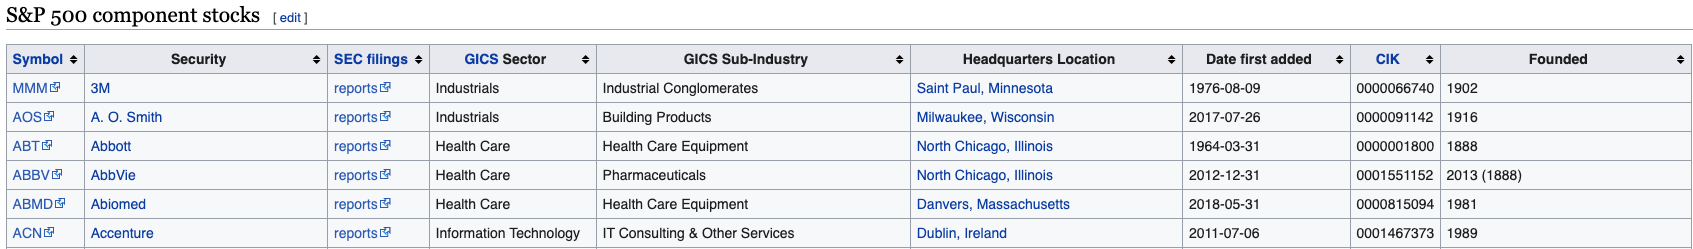 S&P 500 component stocks [ edit ]
Symbol Security SEC filings GICS Sector GICS Sub-Industry Headquarters Location Date first added CIK Founded
MMM 3M reports Industrials Industrial Conglomerates Saint Paul, Minnesota 1976-08-09 0000066740 1902
AOS A. O. Smith reports Industrials Building Products Milwaukee, Wisconsin 2017-07-26 0000091142 1916
ABT Abbott reports Health Care Health Care Equipment North Chicago, Illinois 1964-03-31 0000001800 1888
ABBV AbbVie reports Health Care Pharmaceuticals North Chicago, Illinois 2012-12-31 0001551152 2013 (1888)
ABMD Abiomed reports Health Care Health Care Equipment Danvers, Massachusetts 2018-05-31 0000815094 1981
ACN Accenture reports Information Technology IT Consulting & Other Services Dublin, Ireland 2011-07-06 0001467373 1989